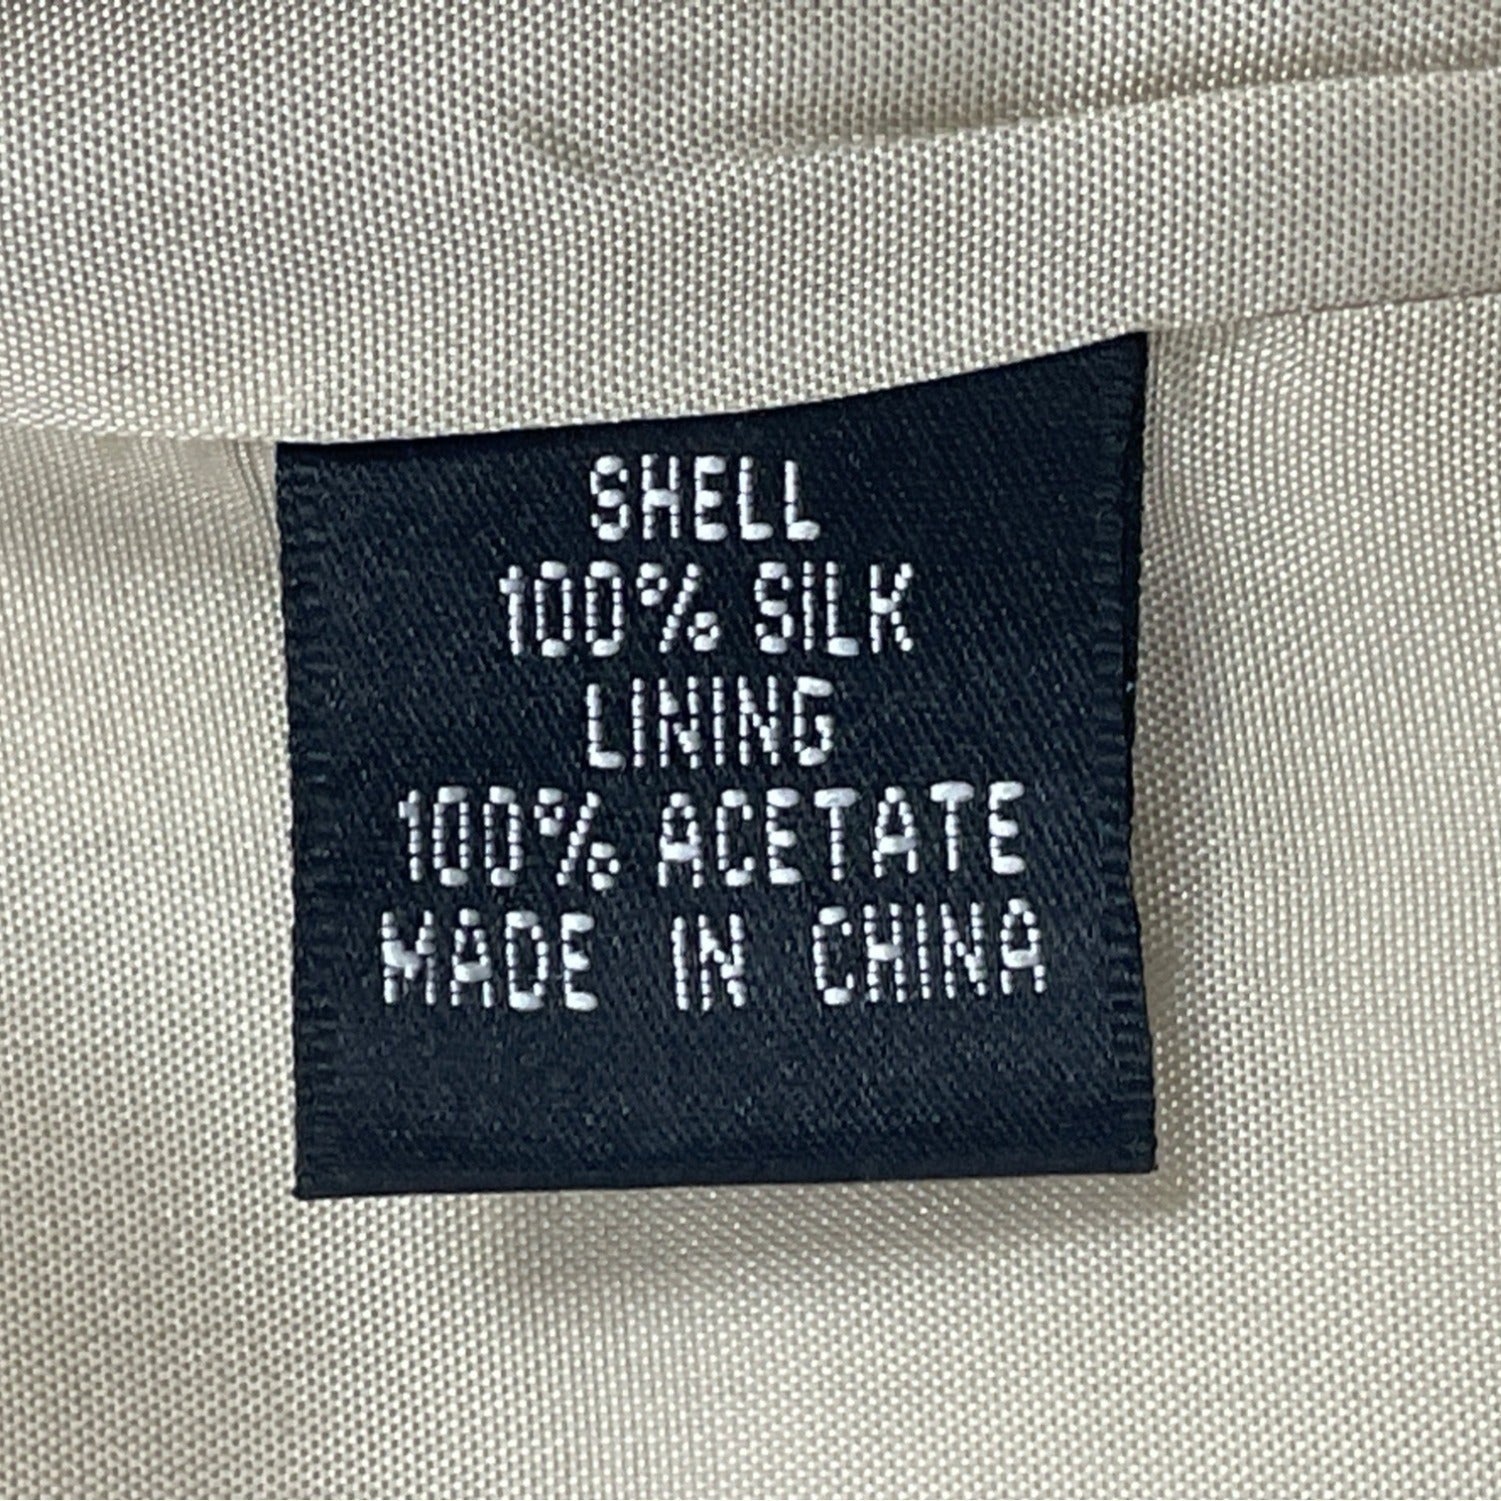 SHELL
100% SILK
LINING
100% ACETATE
MADE IN CHINA